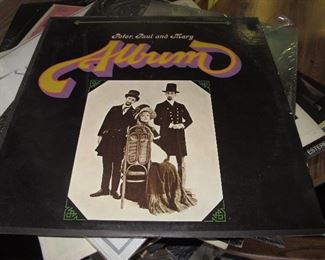 Peter, Paul and Mary
Album